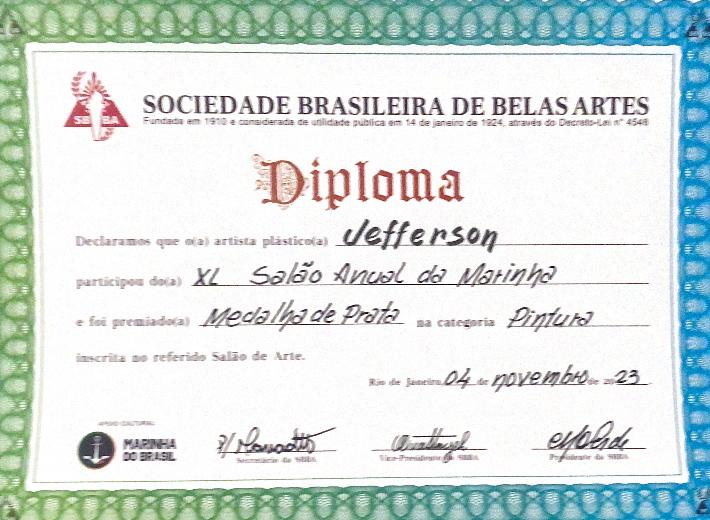 SBBA
SOCIEDADE BRASILEIRA DE BELAS ARTES
Fundada em 1910 e considerada de utilidade pública em 14 de janeiro de 1924, através do Decreto-Lei nº 4548
Diploma
Declaramos que o(a) artista plástico(a) Jefferson
participou do(a) XL Salão Anual da Marinha
e foi premiado(a) Medalha de Prata na categoria Pintura
inscrita no referido Salão de Arte.
Rio de Janeiro, 04 de novembro de 2023
APOIO CULTURAL
MARINHA
DO BRASIL
Secretário da SBBA
Vice-Presidente da SBBA
Presidente da SBBA